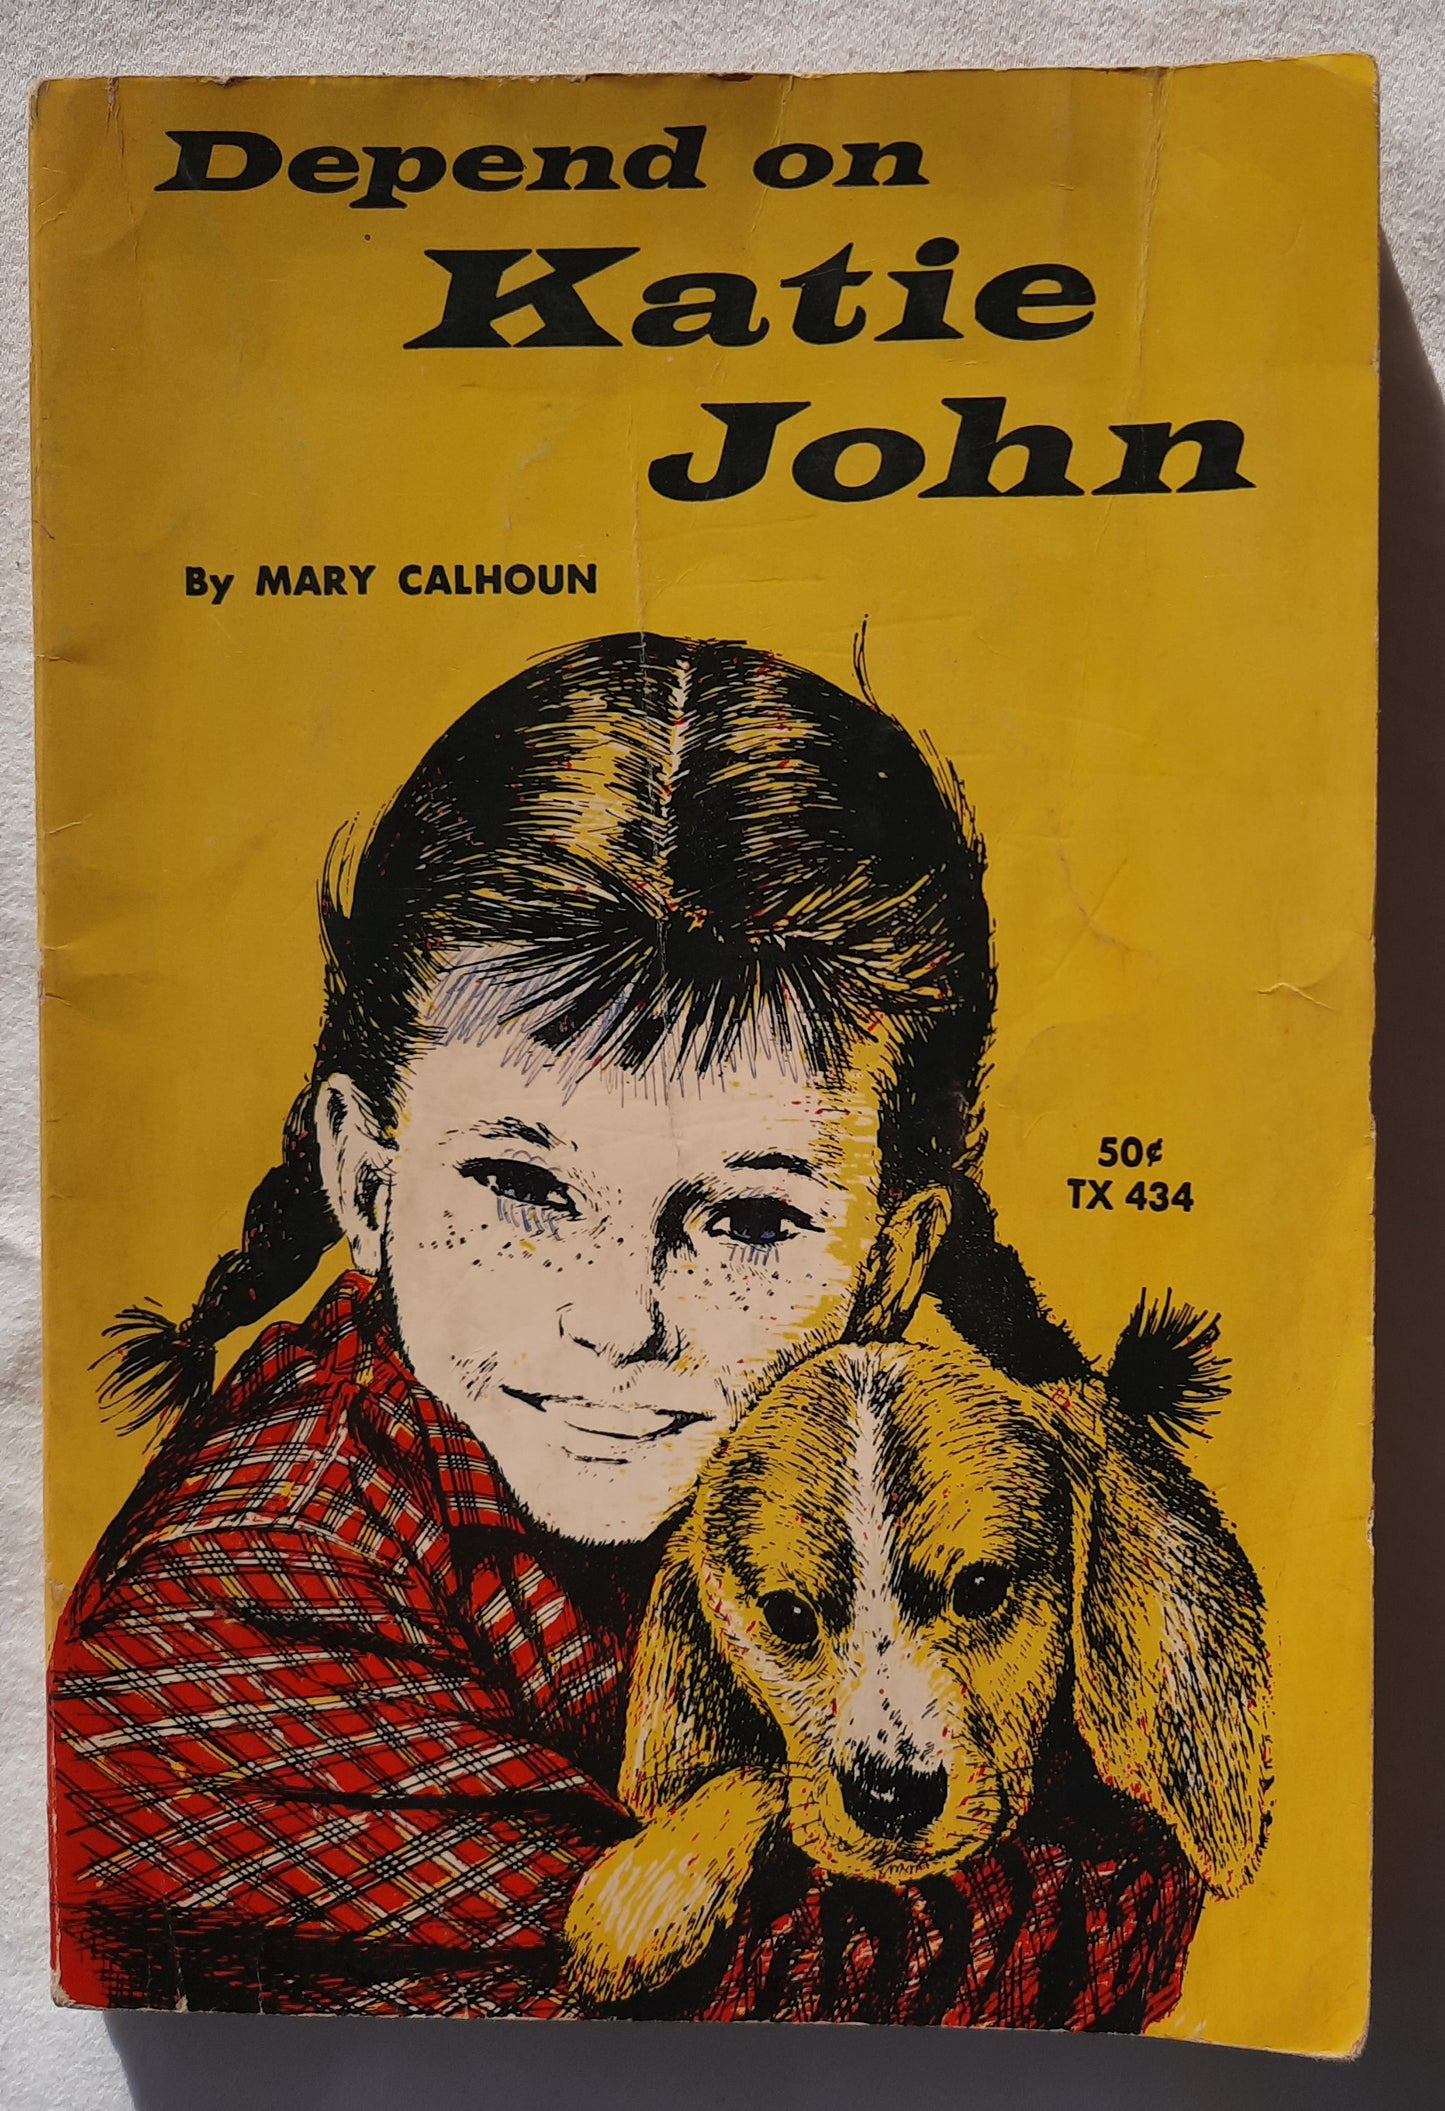 Depend on
Katie
John
By MARY CALHOUN
50¢
TX 434